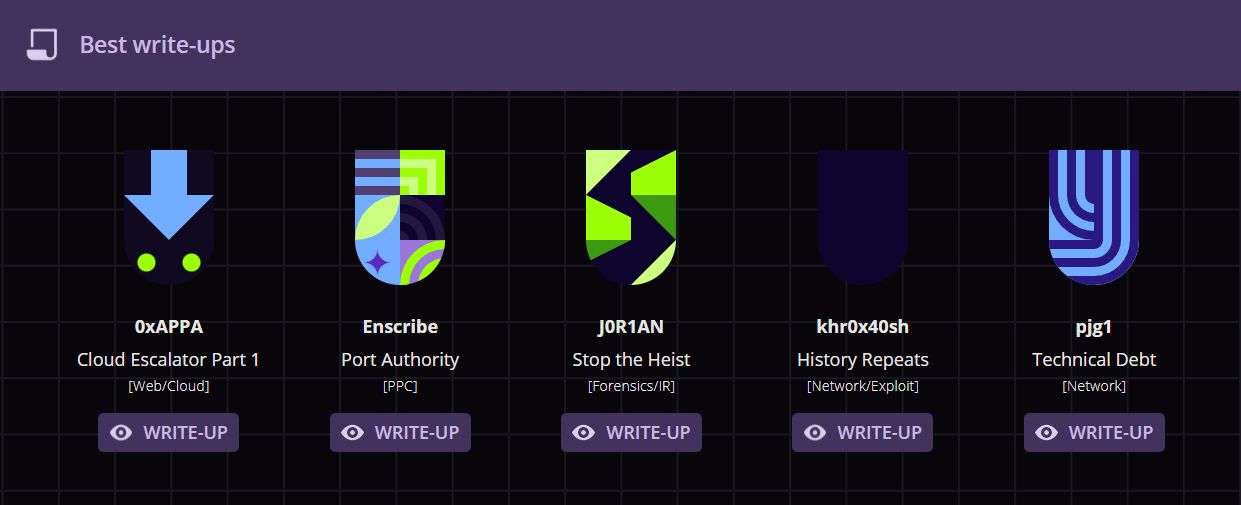 Best write-ups
0xAPPA
Cloud Escalator Part 1
[Web/Cloud]
WRITE-UP
Enscribe
Port Authority
[PPC]
WRITE-UP
J0R1AN
Stop the Heist
[Forensics/IR]
WRITE-UP
khr0x40sh
History Repeats
[Network/Exploit]
WRITE-UP
pjg1
Technical Debt
[Network]
WRITE-UP